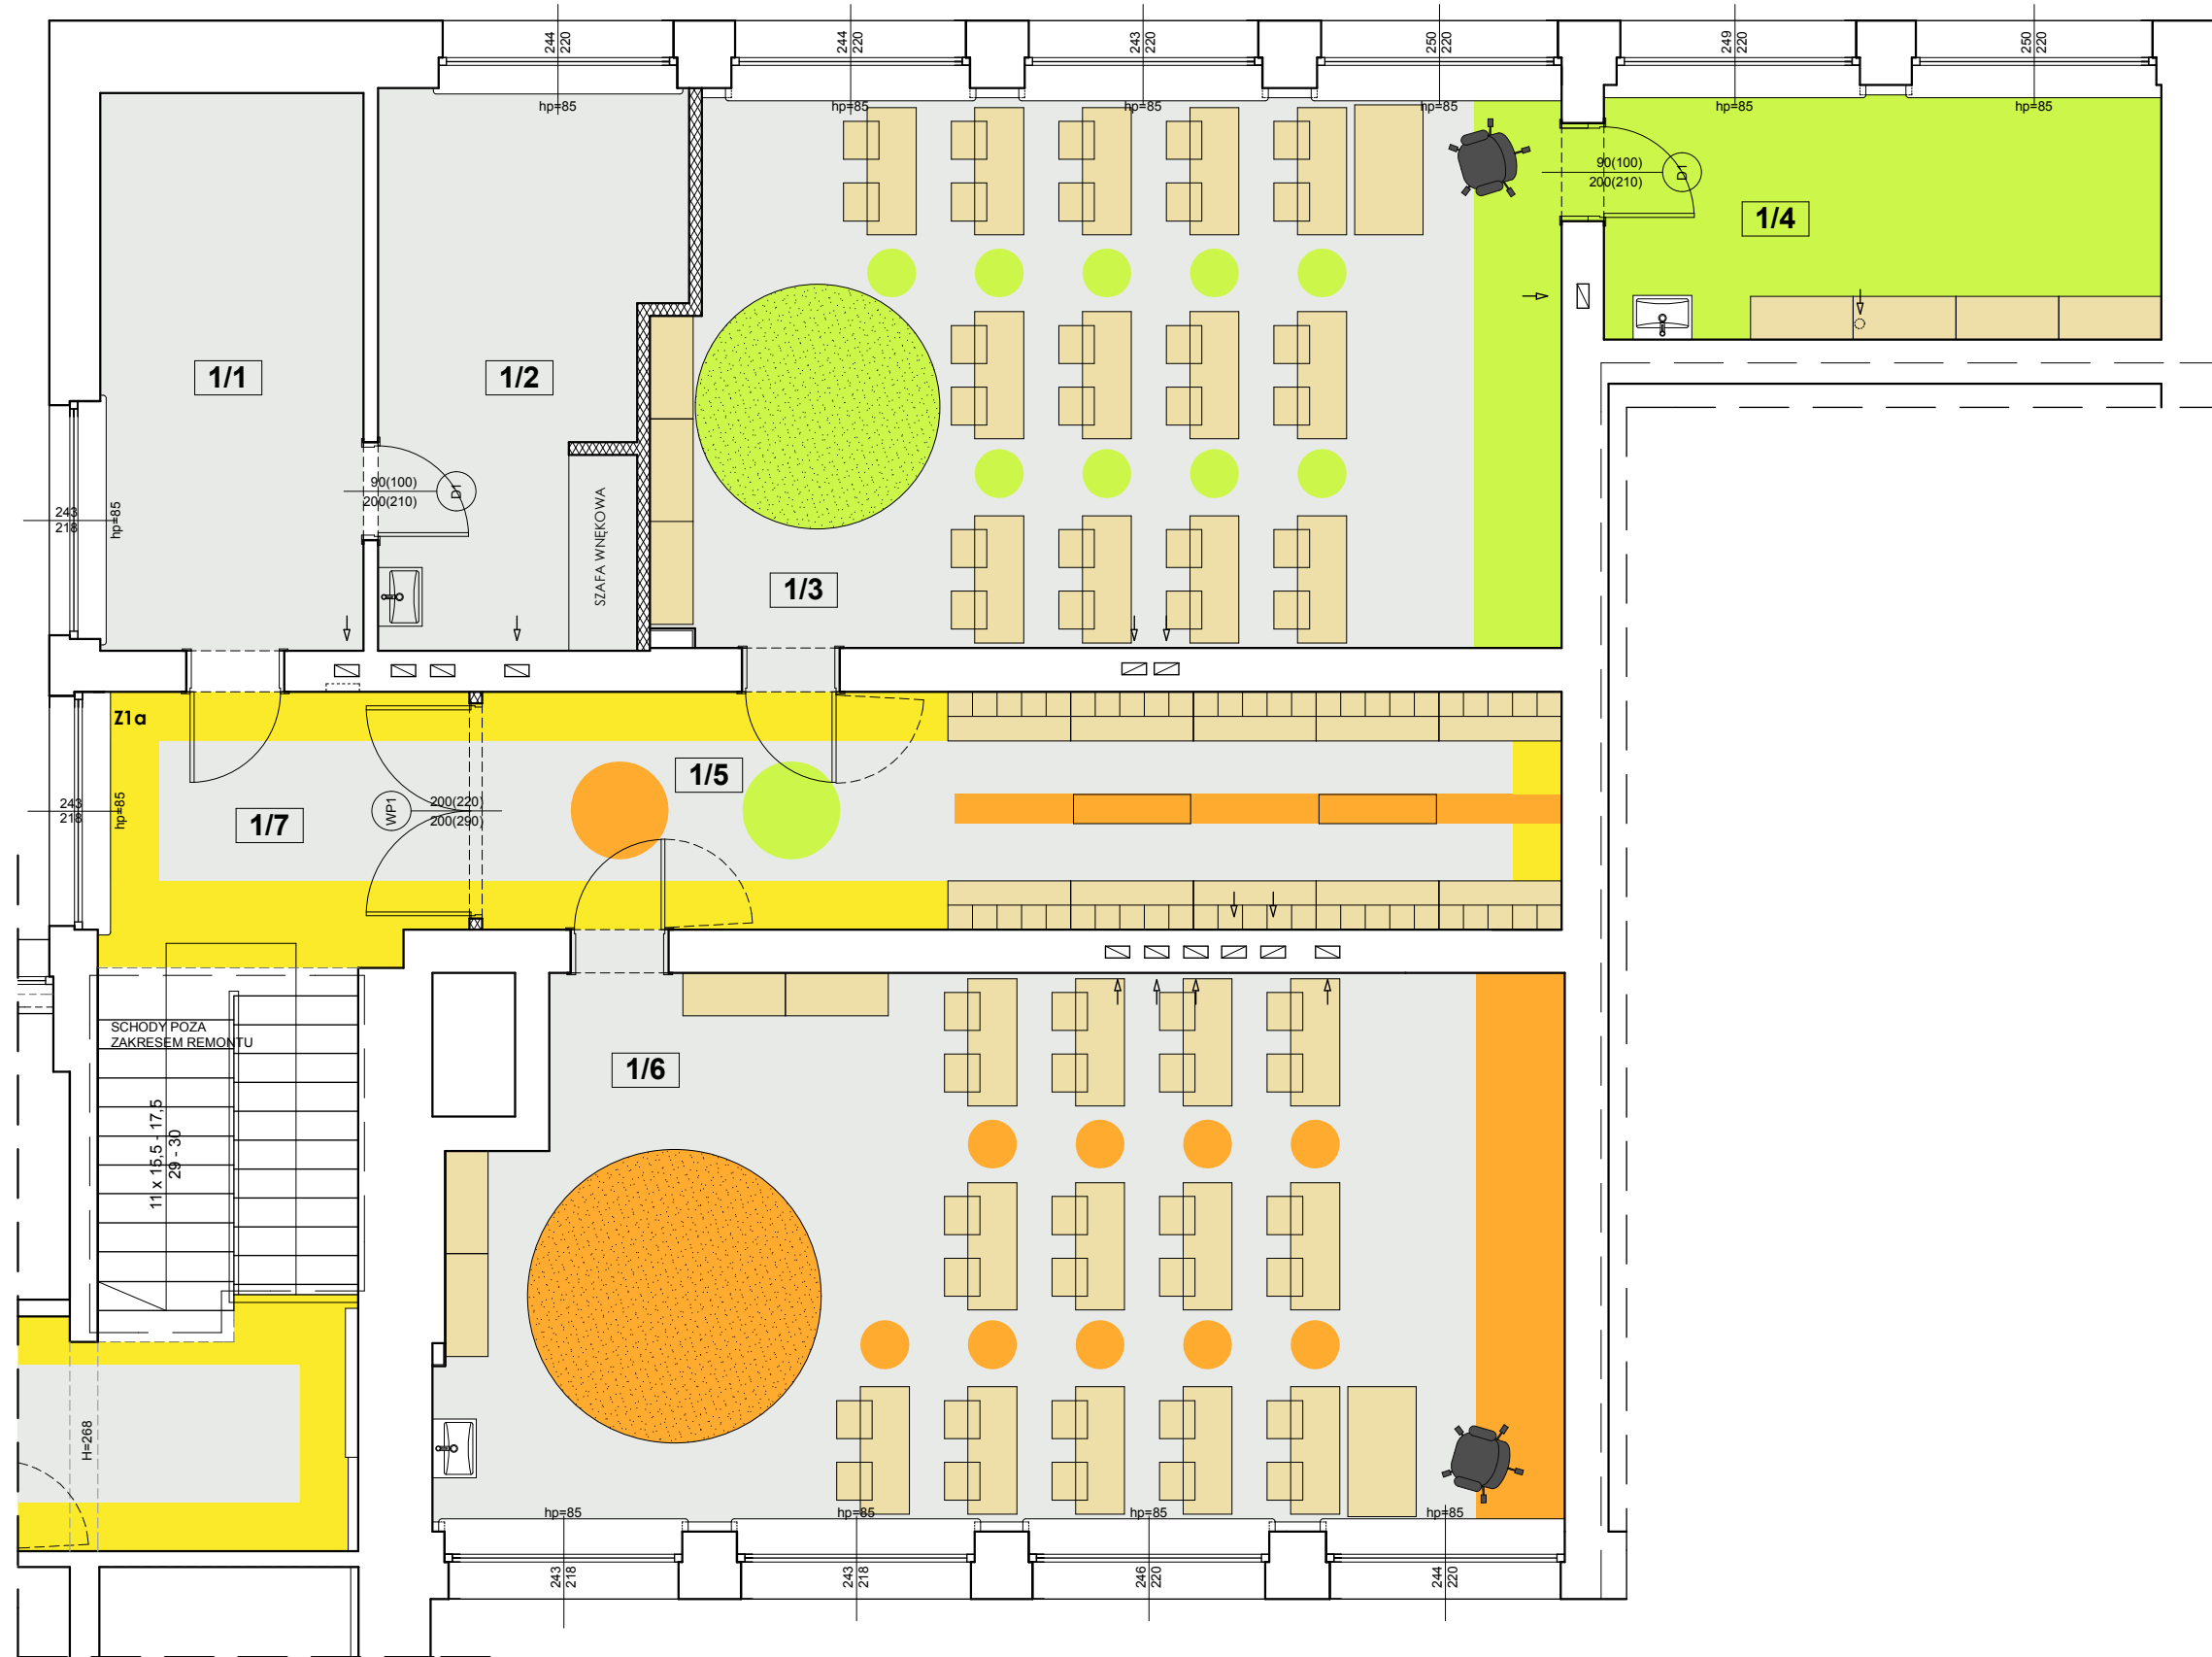 244
220
244
220
243
220
250
220
249
220
250
220
hp=85
hp=85
hp=85
hp=85
hp=85
hp=85
90(100)
200(210)
D1
1/4
1/1
1/2
90(100)
200(210)
D1
243
218
hp=85
SZAFA WNĘKOWA
1/3
Z1a
1/5
243
218
hp=85
1/7
WP1
200(220)
200(290)
SCHODY POZA
ZAKRESEM REMONTU
1/6
11 x 15,5 - 17,5
29 - 30
H=268
hp=85
hp=85
hp=85
hp=85
243
218
243
218
246
220
244
220